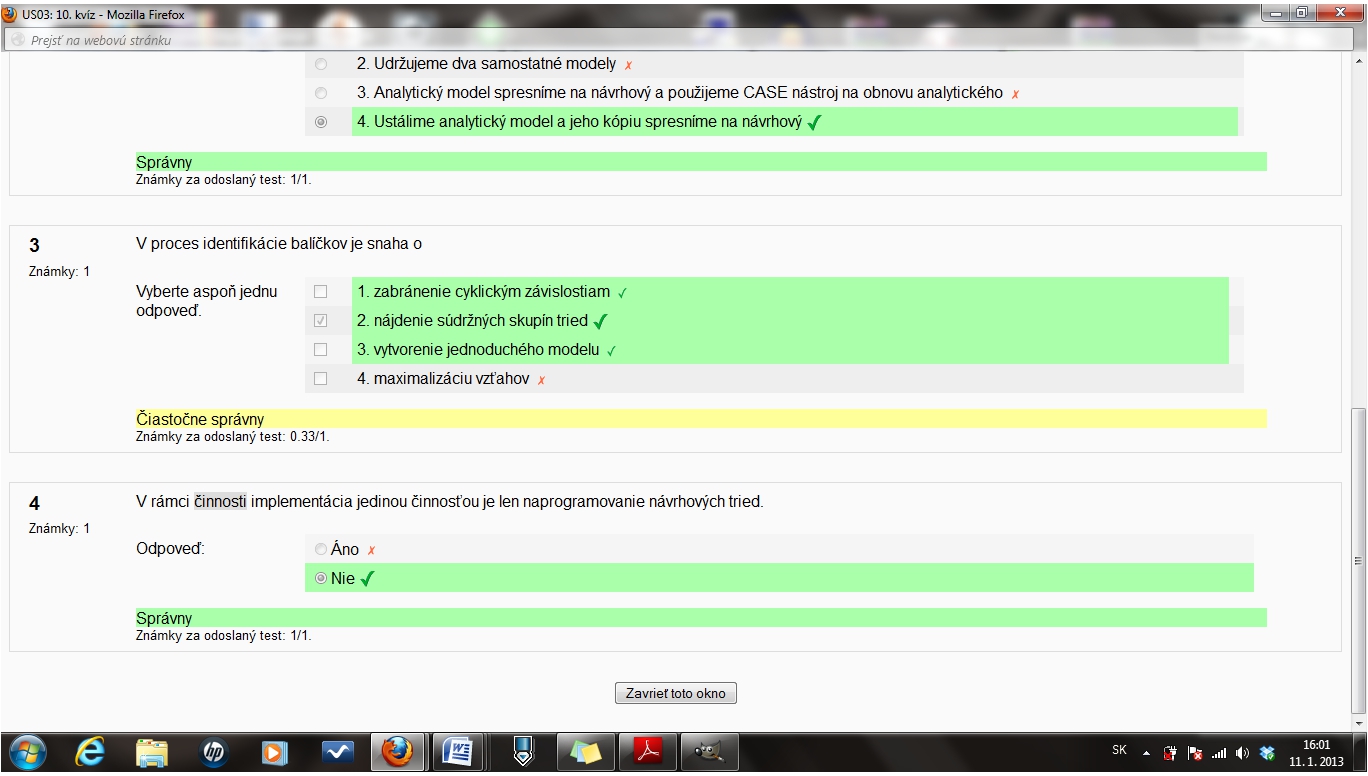 US03: 10. kvíz - Mozilla Firefox
Prejsť na webovú stránku
2. Udržujeme dva samostatné modely ✗
3. Analytický model spresníme na návrhový a použijeme CASE nástroj na obnovu analytického ✗
4. Ustálime analytický model a jeho kópiu spresníme na návrhový ✓
Správny
Známky za odoslaný test: 1/1.
3
V proces identifikácie balíčkov je snaha o
Známky: 1
Vyberte aspoň jednu odpoveď.
1. zabránenie cyklickým závislostiam ✓
2. nájdenie súdržných skupín tried ✓
3. vytvorenie jednoduchého modelu ✓
4. maximalizáciu vzťahov ✗
Čiastočne správny
Známky za odoslaný test: 0.33/1.
4
V rámci činnosti implementácia jedinou činnosťou je len naprogramovanie návrhových tried.
Známky: 1
Odpoveď:
Áno ✗
Nie ✓
Správny
Známky za odoslaný test: 1/1.
Zavrieť toto okno
SK
16:01
11. 1. 2013